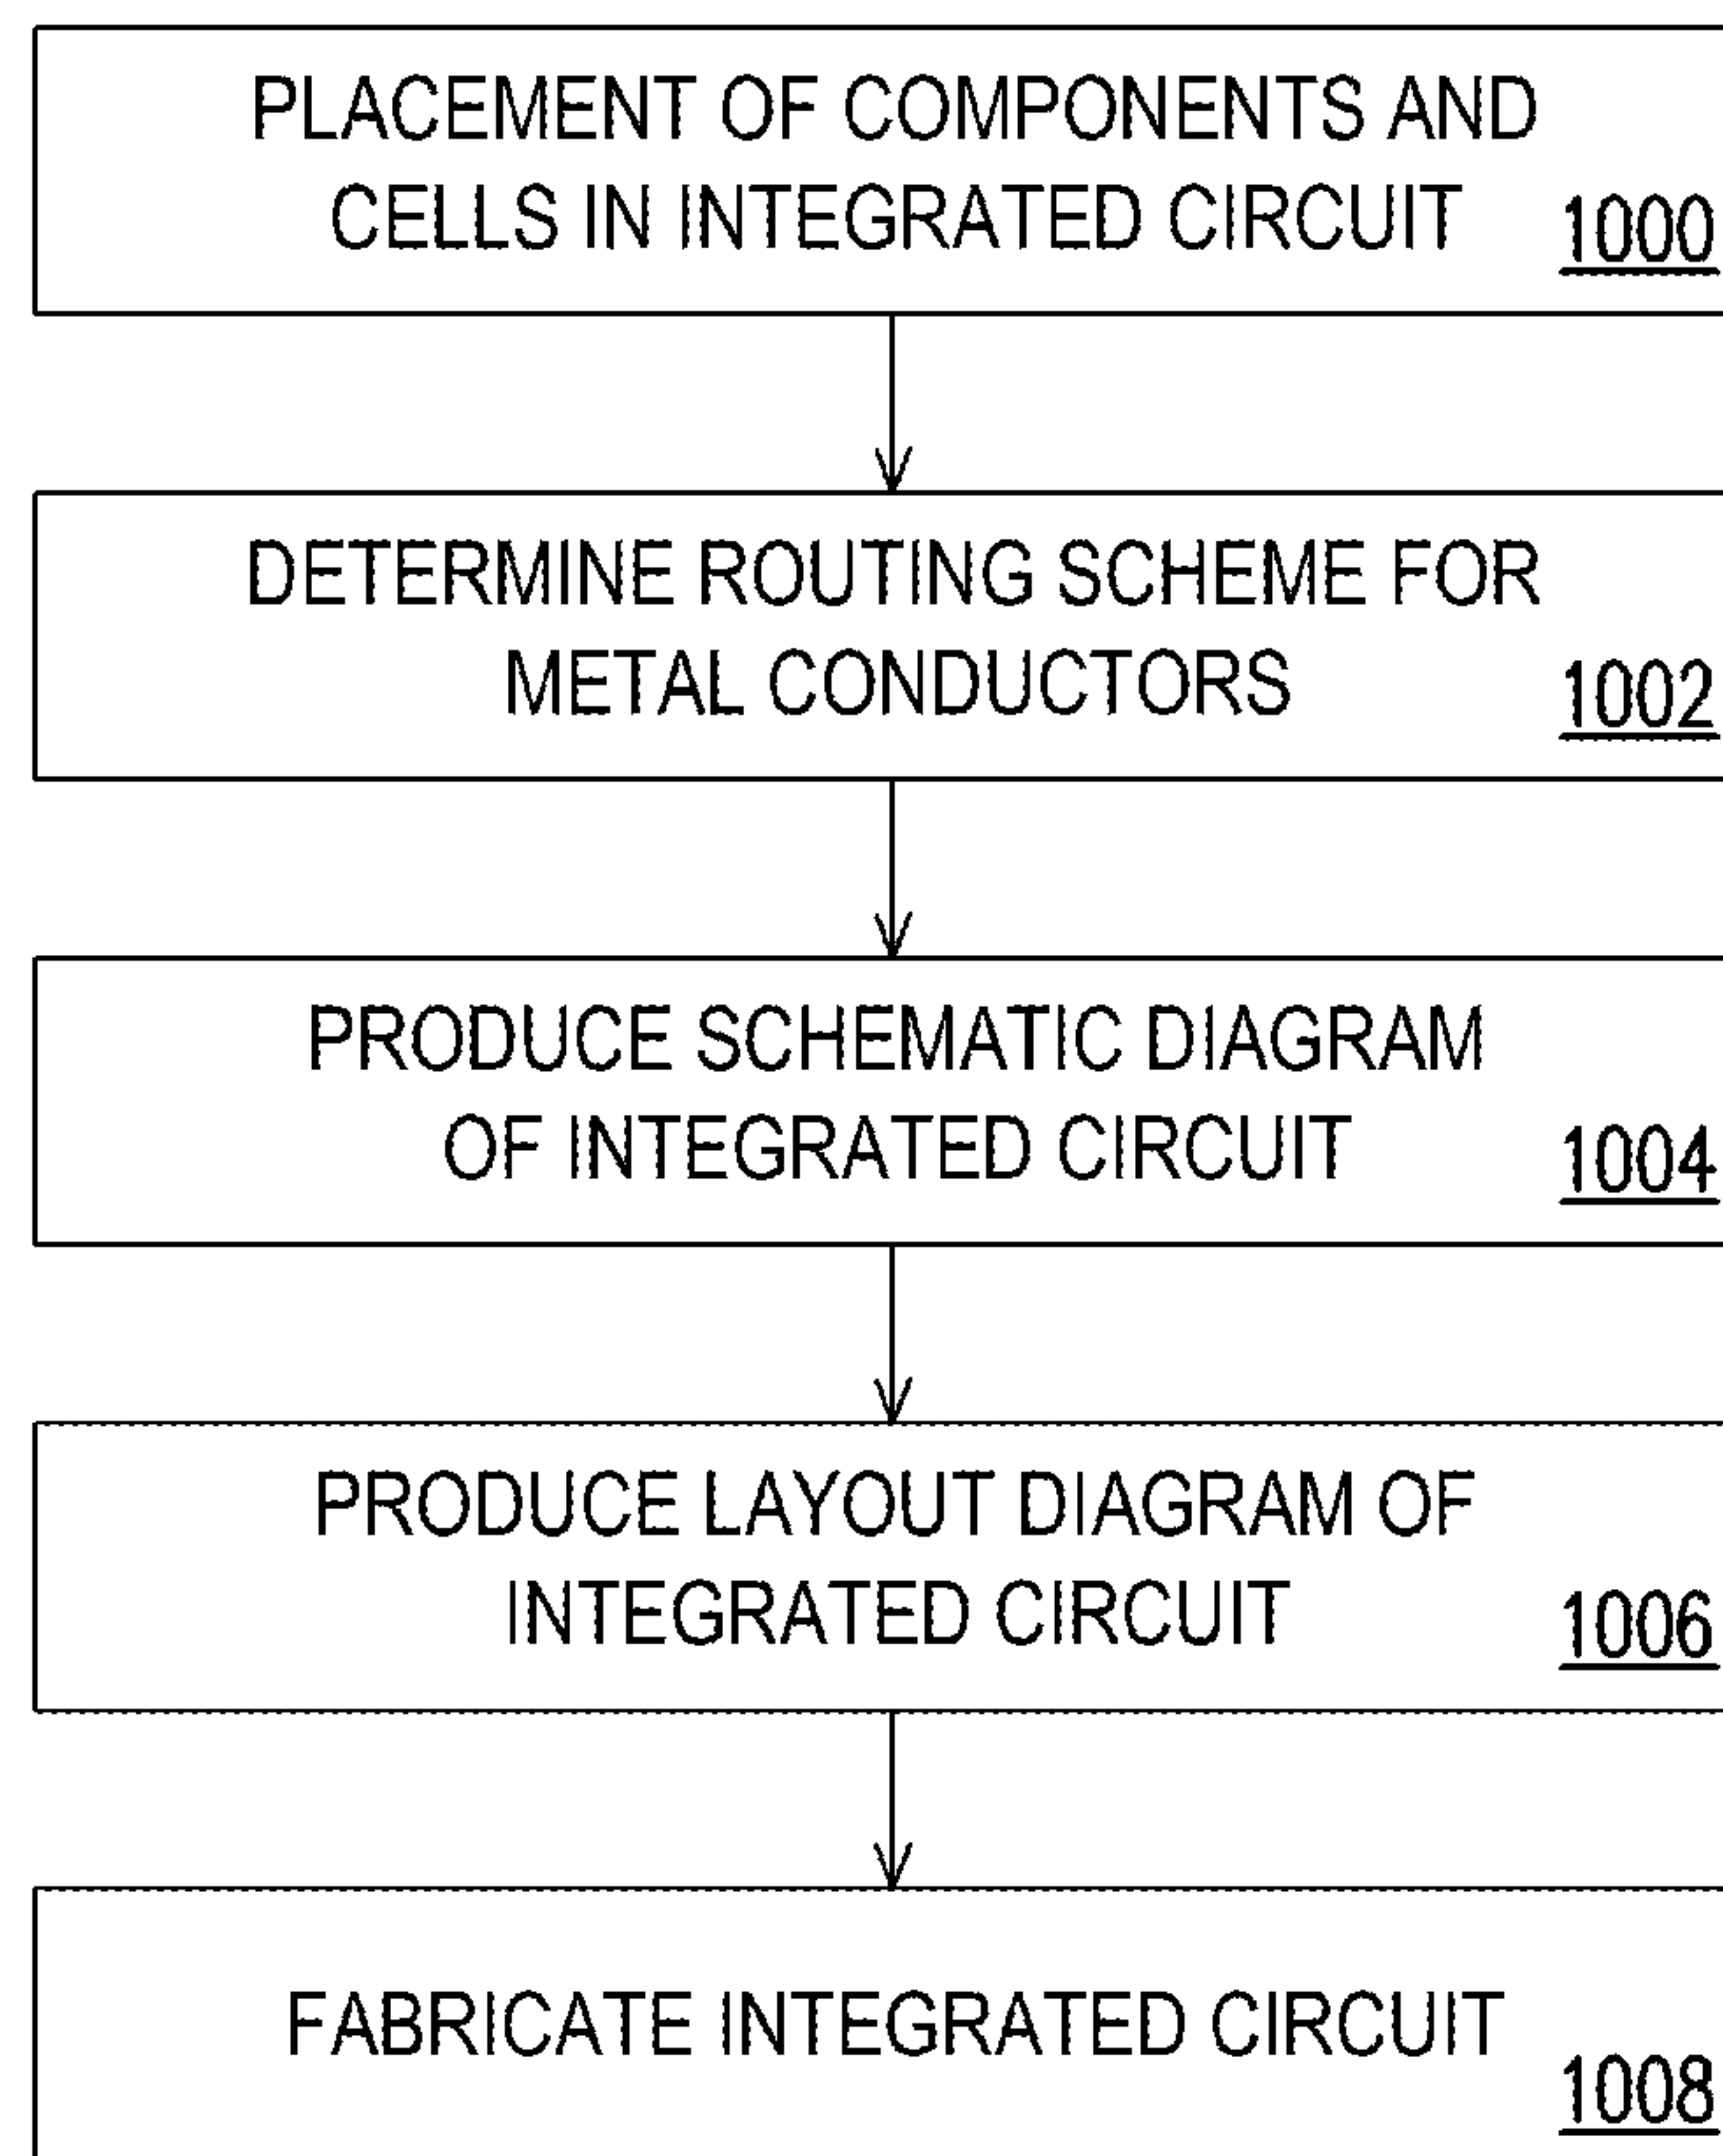 PLACEMENT OF COMPONENTS AND
CELLS IN INTEGRATED CIRCUIT
1000
DETERMINE ROUTING SCHEME FOR
METAL CONDUCTORS
1002
PRODUCE SCHEMATIC DIAGRAM
OF INTEGRATED CIRCUIT
1004
PRODUCE LAYOUT DIAGRAM OF
INTEGRATED CIRCUIT
1006
FABRICATE INTEGRATED CIRCUIT
1008